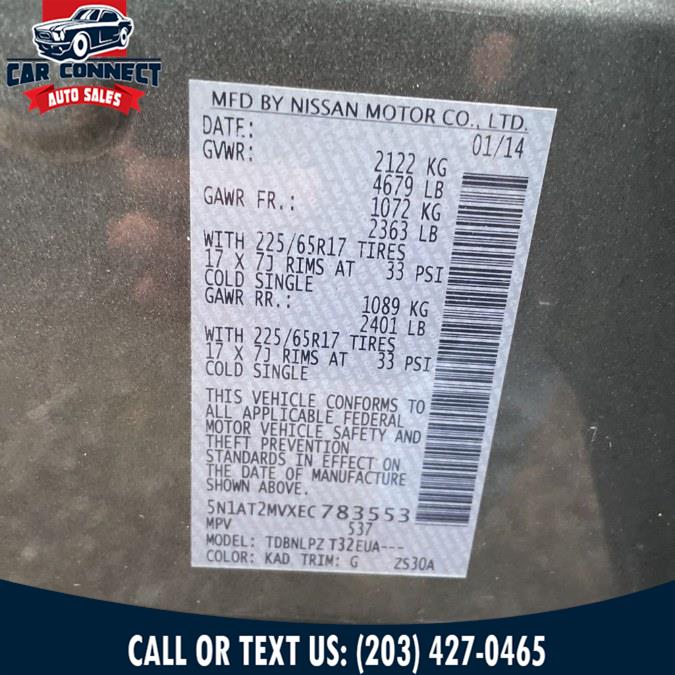 CAR CONNECT
AUTO SALES
MFD BY NISSAN MOTOR CO., LTD.
DATE: 01/14
GVWR: 2122 KG
4679 LB
GAWR FR.: 1072 KG
2363 LB
WITH 225/65R17 TIRES
17 X 7J RIMS AT 33 PSI
COLD SINGLE
GAWR RR.: 1089 KG
2401 LB
WITH 225/65R17 TIRES
17 X 7J RIMS AT 33 PSI
COLD SINGLE
THIS VEHICLE CONFORMS TO
ALL APPLICABLE FEDERAL
MOTOR VEHICLE SAFETY AND
THEFT PREVENTION
STANDARDS IN EFFECT ON
THE DATE OF MANUFACTURE
SHOWN ABOVE.
5N1AT2MVXEC783553
MPV 537
MODEL: TDBNLPZ T32EUA---
COLOR: KAD TRIM: G ZS30A
CALL OR TEXT US: (203) 427-0465